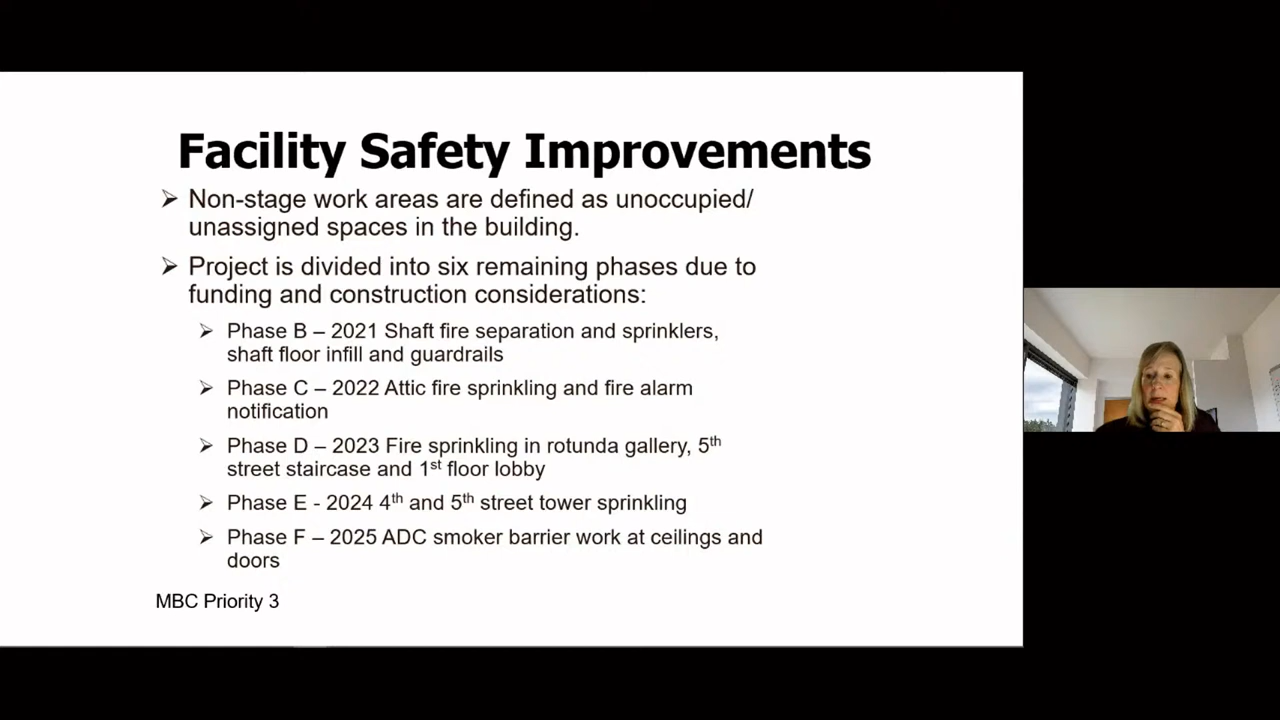 Facility Safety Improvements
➢ Non-stage work areas are defined as unoccupied/
unassigned spaces in the building.
➢ Project is divided into six remaining phases due to
funding and construction considerations:
➢ Phase B – 2021 Shaft fire separation and sprinklers,
shaft floor infill and guardrails
➢ Phase C – 2022 Attic fire sprinkling and fire alarm
notification
➢ Phase D – 2023 Fire sprinkling in rotunda gallery, 5th
street staircase and 1st floor lobby
➢ Phase E - 2024 4th and 5th street tower sprinkling
➢ Phase F – 2025 ADC smoker barrier work at ceilings and
doors
MBC Priority 3